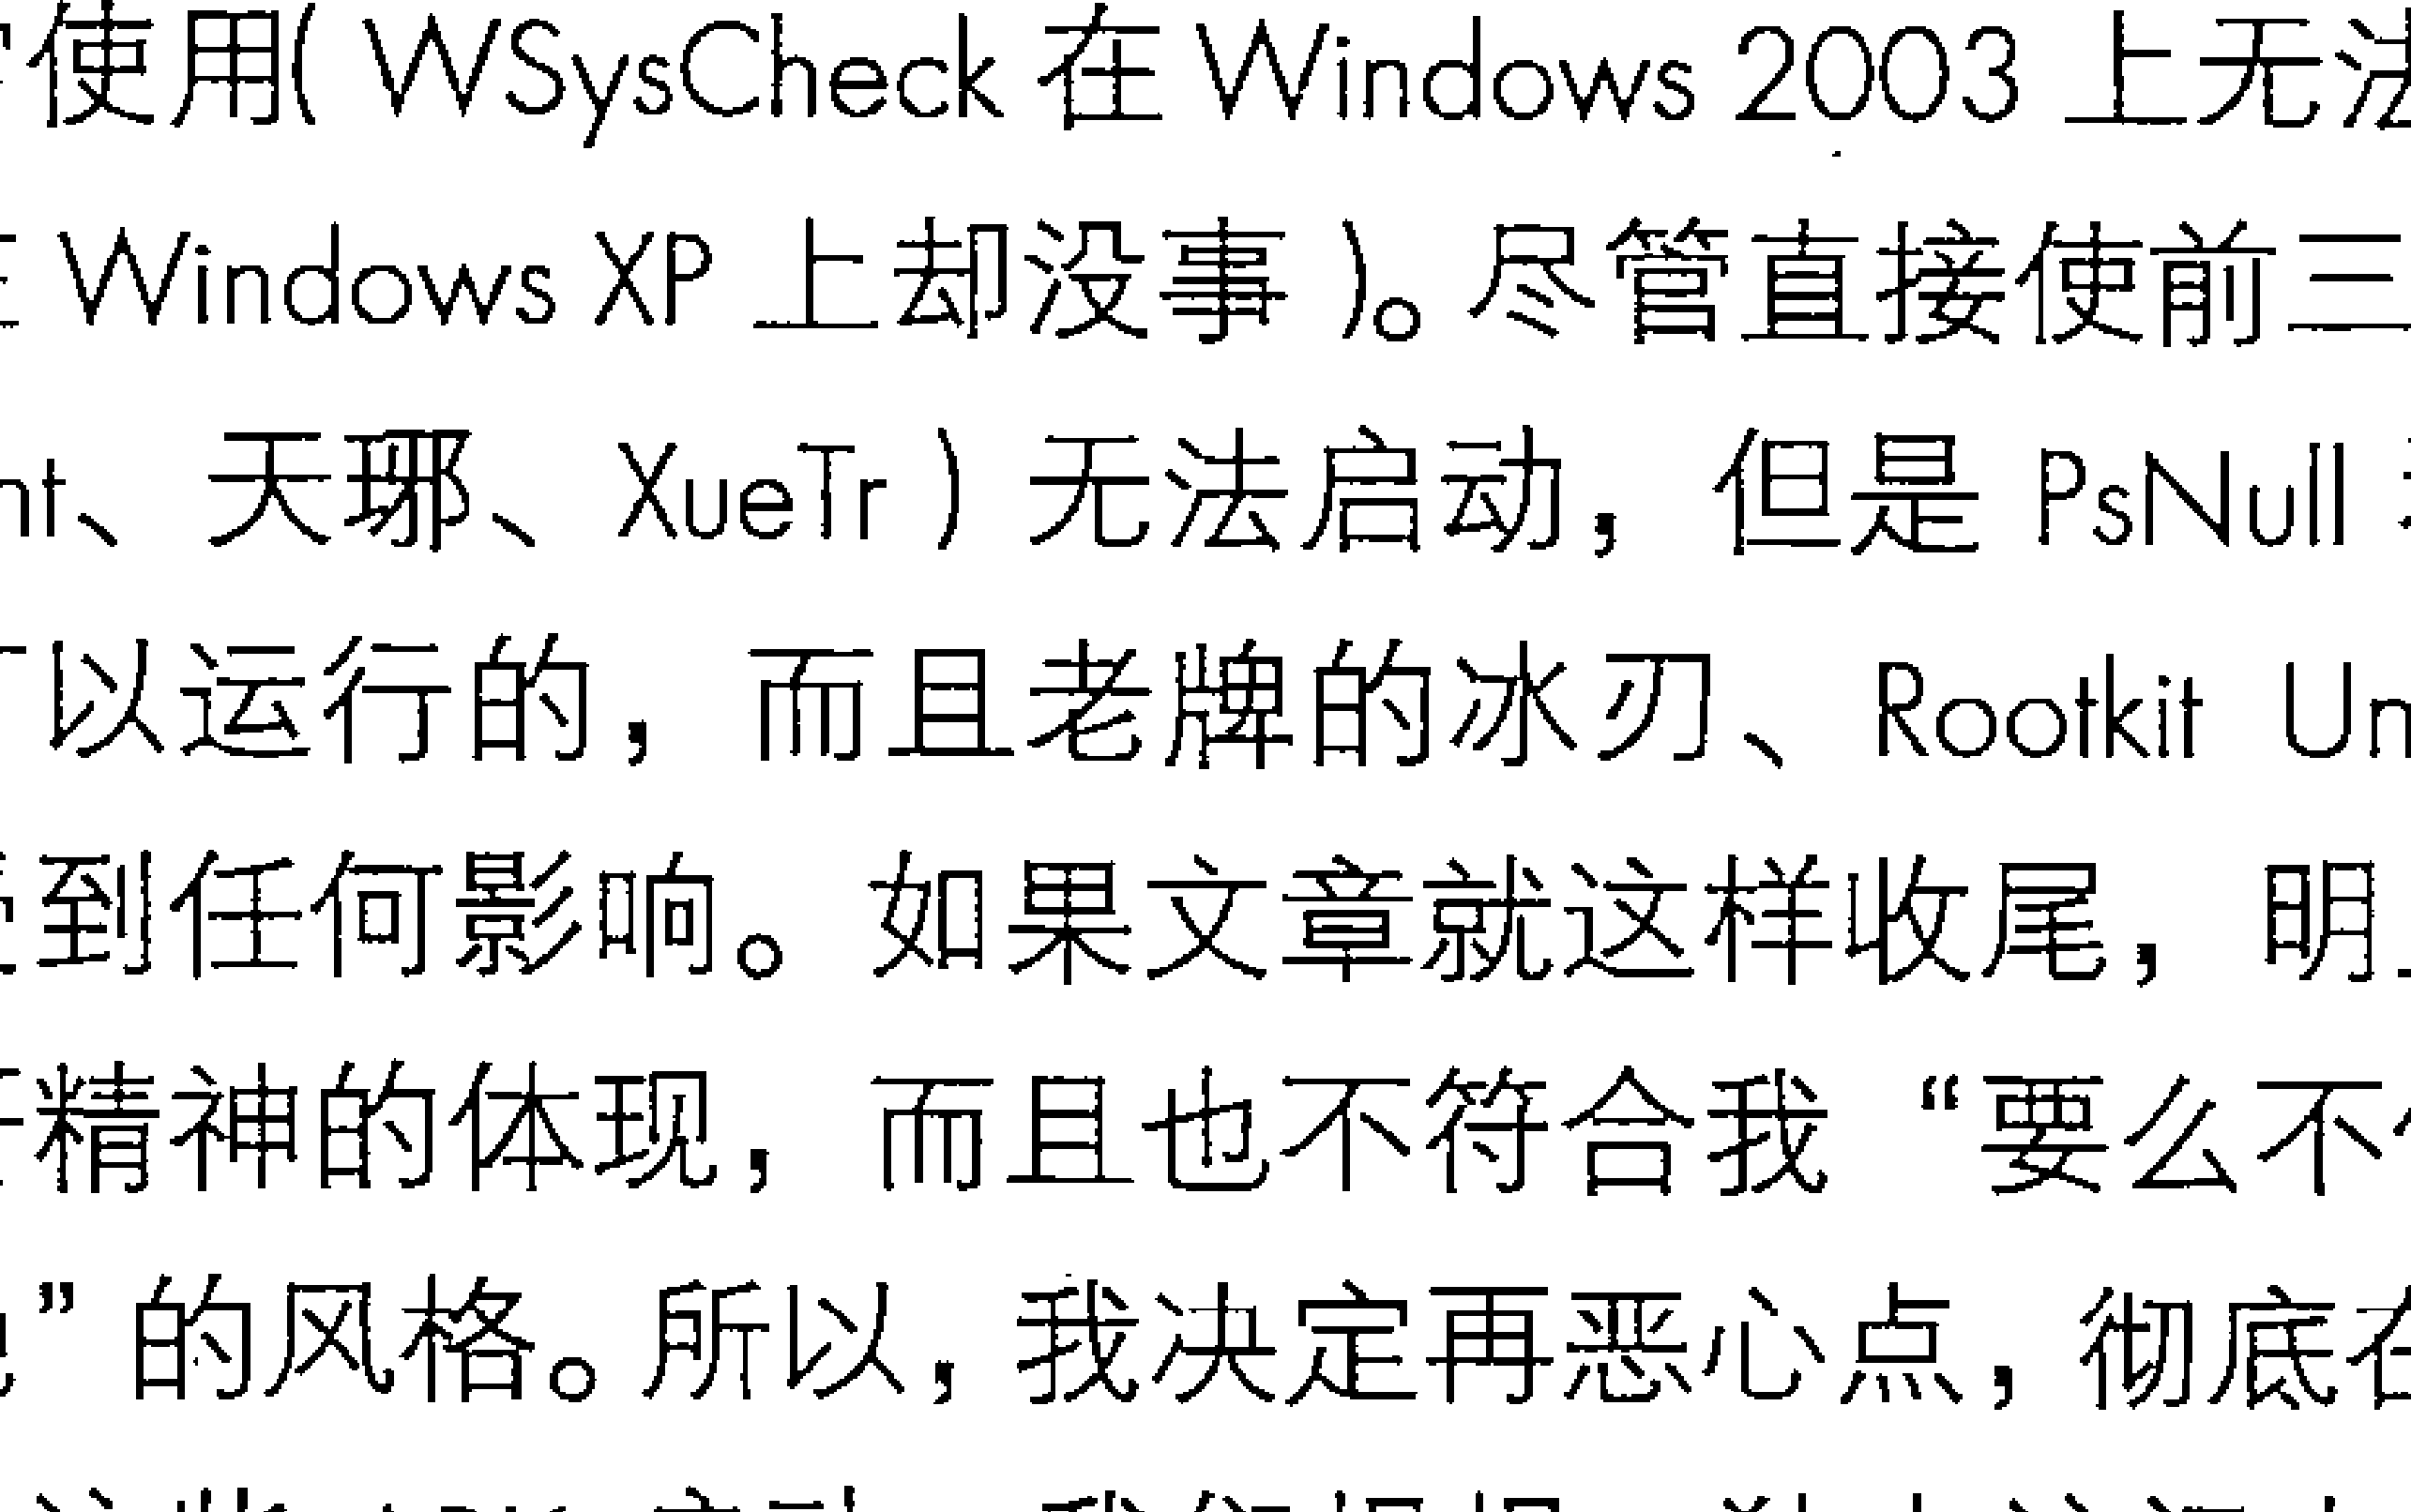 使用( WSysCheck 在 Windows 2003 上无法
Windows XP 上却没事 )。尽管直接使前三
nt、天琊、XueTr ) 无法启动，但是 PsNull
以运行的，而且老牌的冰刃、Rootkit Un
到任何影响。如果文章就这样收尾，明
精神的体现，而且也不符合我 “要么不
” 的风格。所以，我决定再恶心点，彻底在